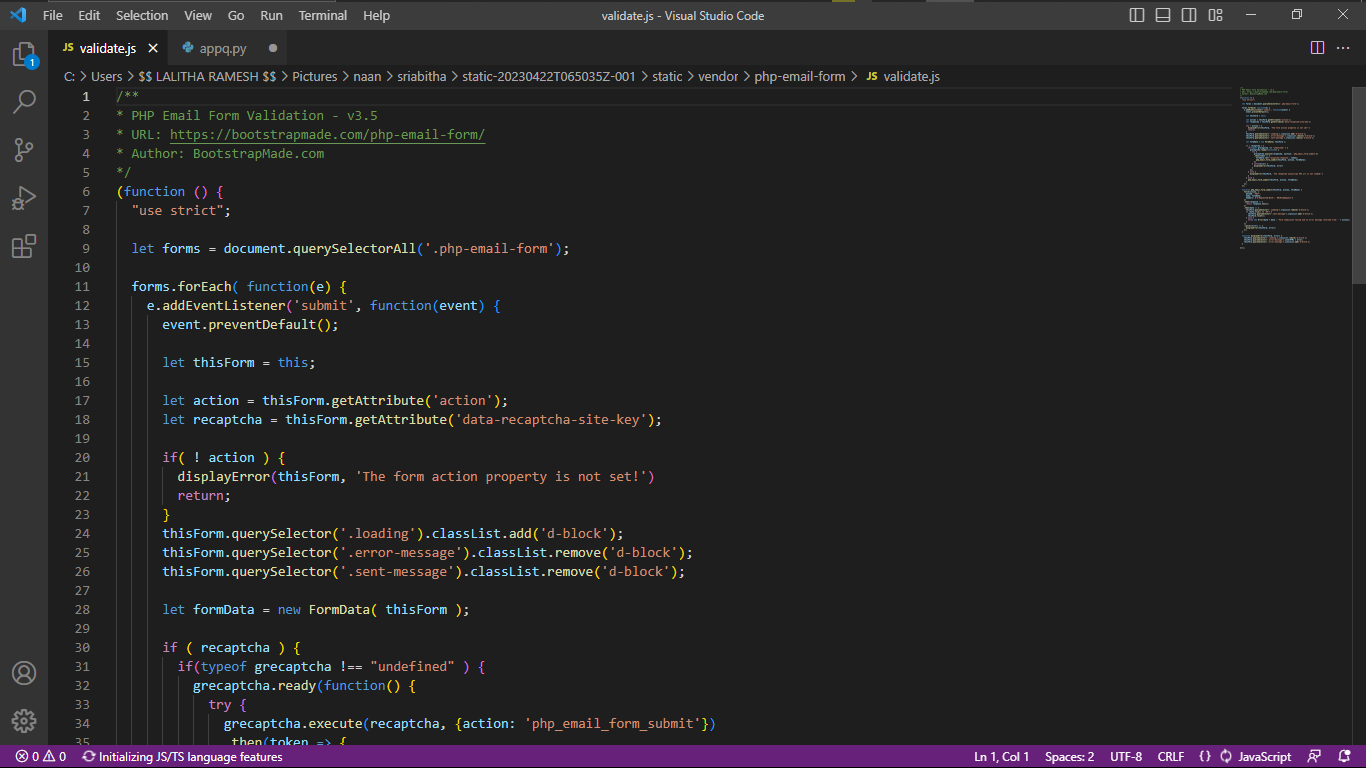 File Edit Selection View Go Run Terminal Help validate.js - Visual Studio Code
JS validate.js appq.py
C: > Users > $$ LALITHA RAMESH $$ > Pictures > naan > sriabitha > static-20230422T065035Z-001 > static > vendor > php-email-form > JS validate.js
1
1 /**
2 * PHP Email Form Validation - v3.5
3 * URL: https://bootstrapmade.com/php-email-form/
4 * Author: BootstrapMade.com
5 */
6 (function () {
7 "use strict";
8
9 let forms = document.querySelectorAll('.php-email-form');
10
11 forms.forEach( function(e) {
12 e.addEventListener('submit', function(event) {
13 event.preventDefault();
14
15 let thisForm = this;
16
17 let action = thisForm.getAttribute('action');
18 let recaptcha = thisForm.getAttribute('data-recaptcha-site-key');
19
20 if( ! action ) {
21 displayError(thisForm, 'The form action property is not set!')
22 return;
23 }
24 thisForm.querySelector('.loading').classList.add('d-block');
25 thisForm.querySelector('.error-message').classList.remove('d-block');
26 thisForm.querySelector('.sent-message').classList.remove('d-block');
27
28 let formData = new FormData( thisForm );
29
30 if ( recaptcha ) {
31 if(typeof grecaptcha !== "undefined" ) {
32 grecaptcha.ready(function() {
33 try {
34 grecaptcha.execute(recaptcha, {action: 'php_email_form_submit'})
35 .then(token => {
0 0 Initializing JS/TS language features Ln 1, Col 1 Spaces: 2 UTF-8 CRLF {} JavaScript